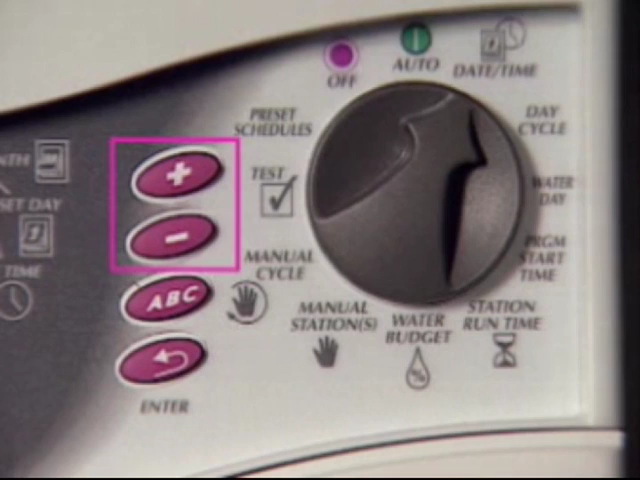 OFF
AUTO
DATE/TIME
PRESET
SCHEDULES
DAY
CYCLE
TEST
WATER
DAY
SET DAY
TIME
MANUAL
CYCLE
PRGM
START
TIME
ABC
MANUAL
STATION(S)
WATER
BUDGET
STATION
RUN TIME
%
ENTER